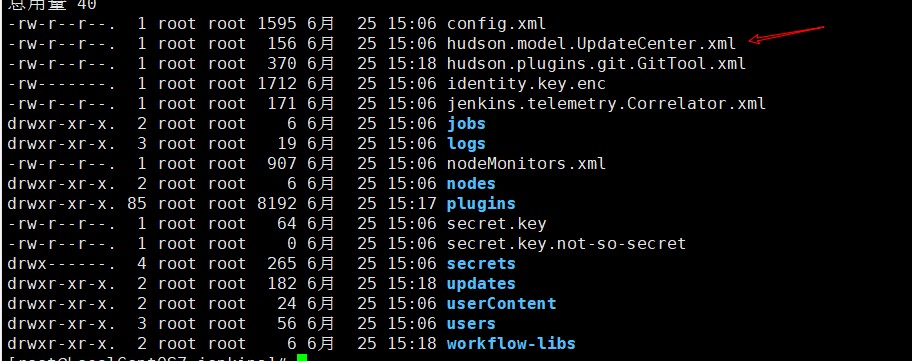 总用量 40
-rw-r--r--. 1 root root 1595 6月 25 15:06 config.xml
-rw-r--r--. 1 root root 156 6月 25 15:06 hudson.model.UpdateCenter.xml
-rw-r--r--. 1 root root 370 6月 25 15:18 hudson.plugins.git.GitTool.xml
-rw-------. 1 root root 1712 6月 25 15:06 identity.key.enc
-rw-r--r--. 1 root root 171 6月 25 15:06 jenkins.telemetry.Correlator.xml
drwxr-xr-x. 2 root root 6 6月 25 15:06 jobs
drwxr-xr-x. 3 root root 19 6月 25 15:06 logs
-rw-r--r--. 1 root root 907 6月 25 15:06 nodeMonitors.xml
drwxr-xr-x. 2 root root 6 6月 25 15:06 nodes
drwxr-xr-x. 85 root root 8192 6月 25 15:17 plugins
-rw-r--r--. 1 root root 64 6月 25 15:06 secret.key
-rw-r--r--. 1 root root 0 6月 25 15:06 secret.key.not-so-secret
drwx------. 4 root root 265 6月 25 15:06 secrets
drwxr-xr-x. 2 root root 182 6月 25 15:18 updates
drwxr-xr-x. 2 root root 24 6月 25 15:06 userContent
drwxr-xr-x. 3 root root 56 6月 25 15:06 users
drwxr-xr-x. 2 root root 6 6月 25 15:18 workflow-libs
[root@LocalCentOS7 jenkins]#